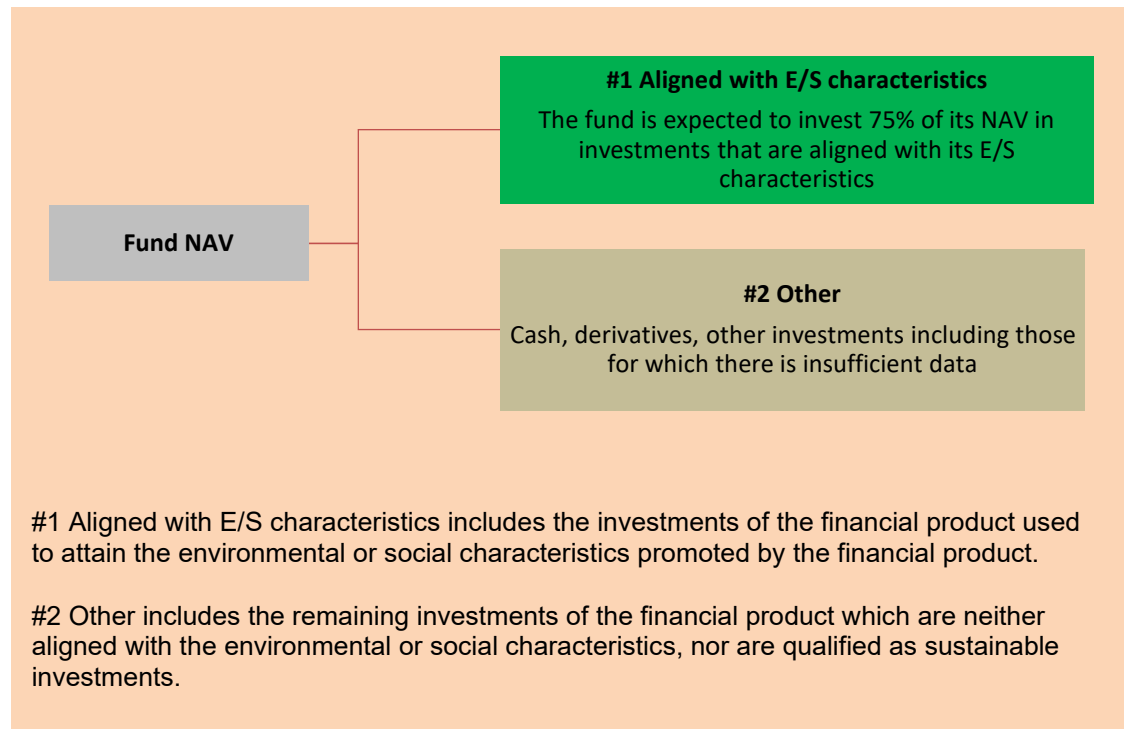 #1 Aligned with E/S characteristics
The fund is expected to invest 75% of its NAV in
investments that are aligned with its E/S
characteristics
Fund NAV
#2 Other
Cash, derivatives, other investments including those
for which there is insufficient data
#1 Aligned with E/S characteristics includes the investments of the financial product used
to attain the environmental or social characteristics promoted by the financial product.
#2 Other includes the remaining investments of the financial product which are neither
aligned with the environmental or social characteristics, nor are qualified as sustainable
investments.